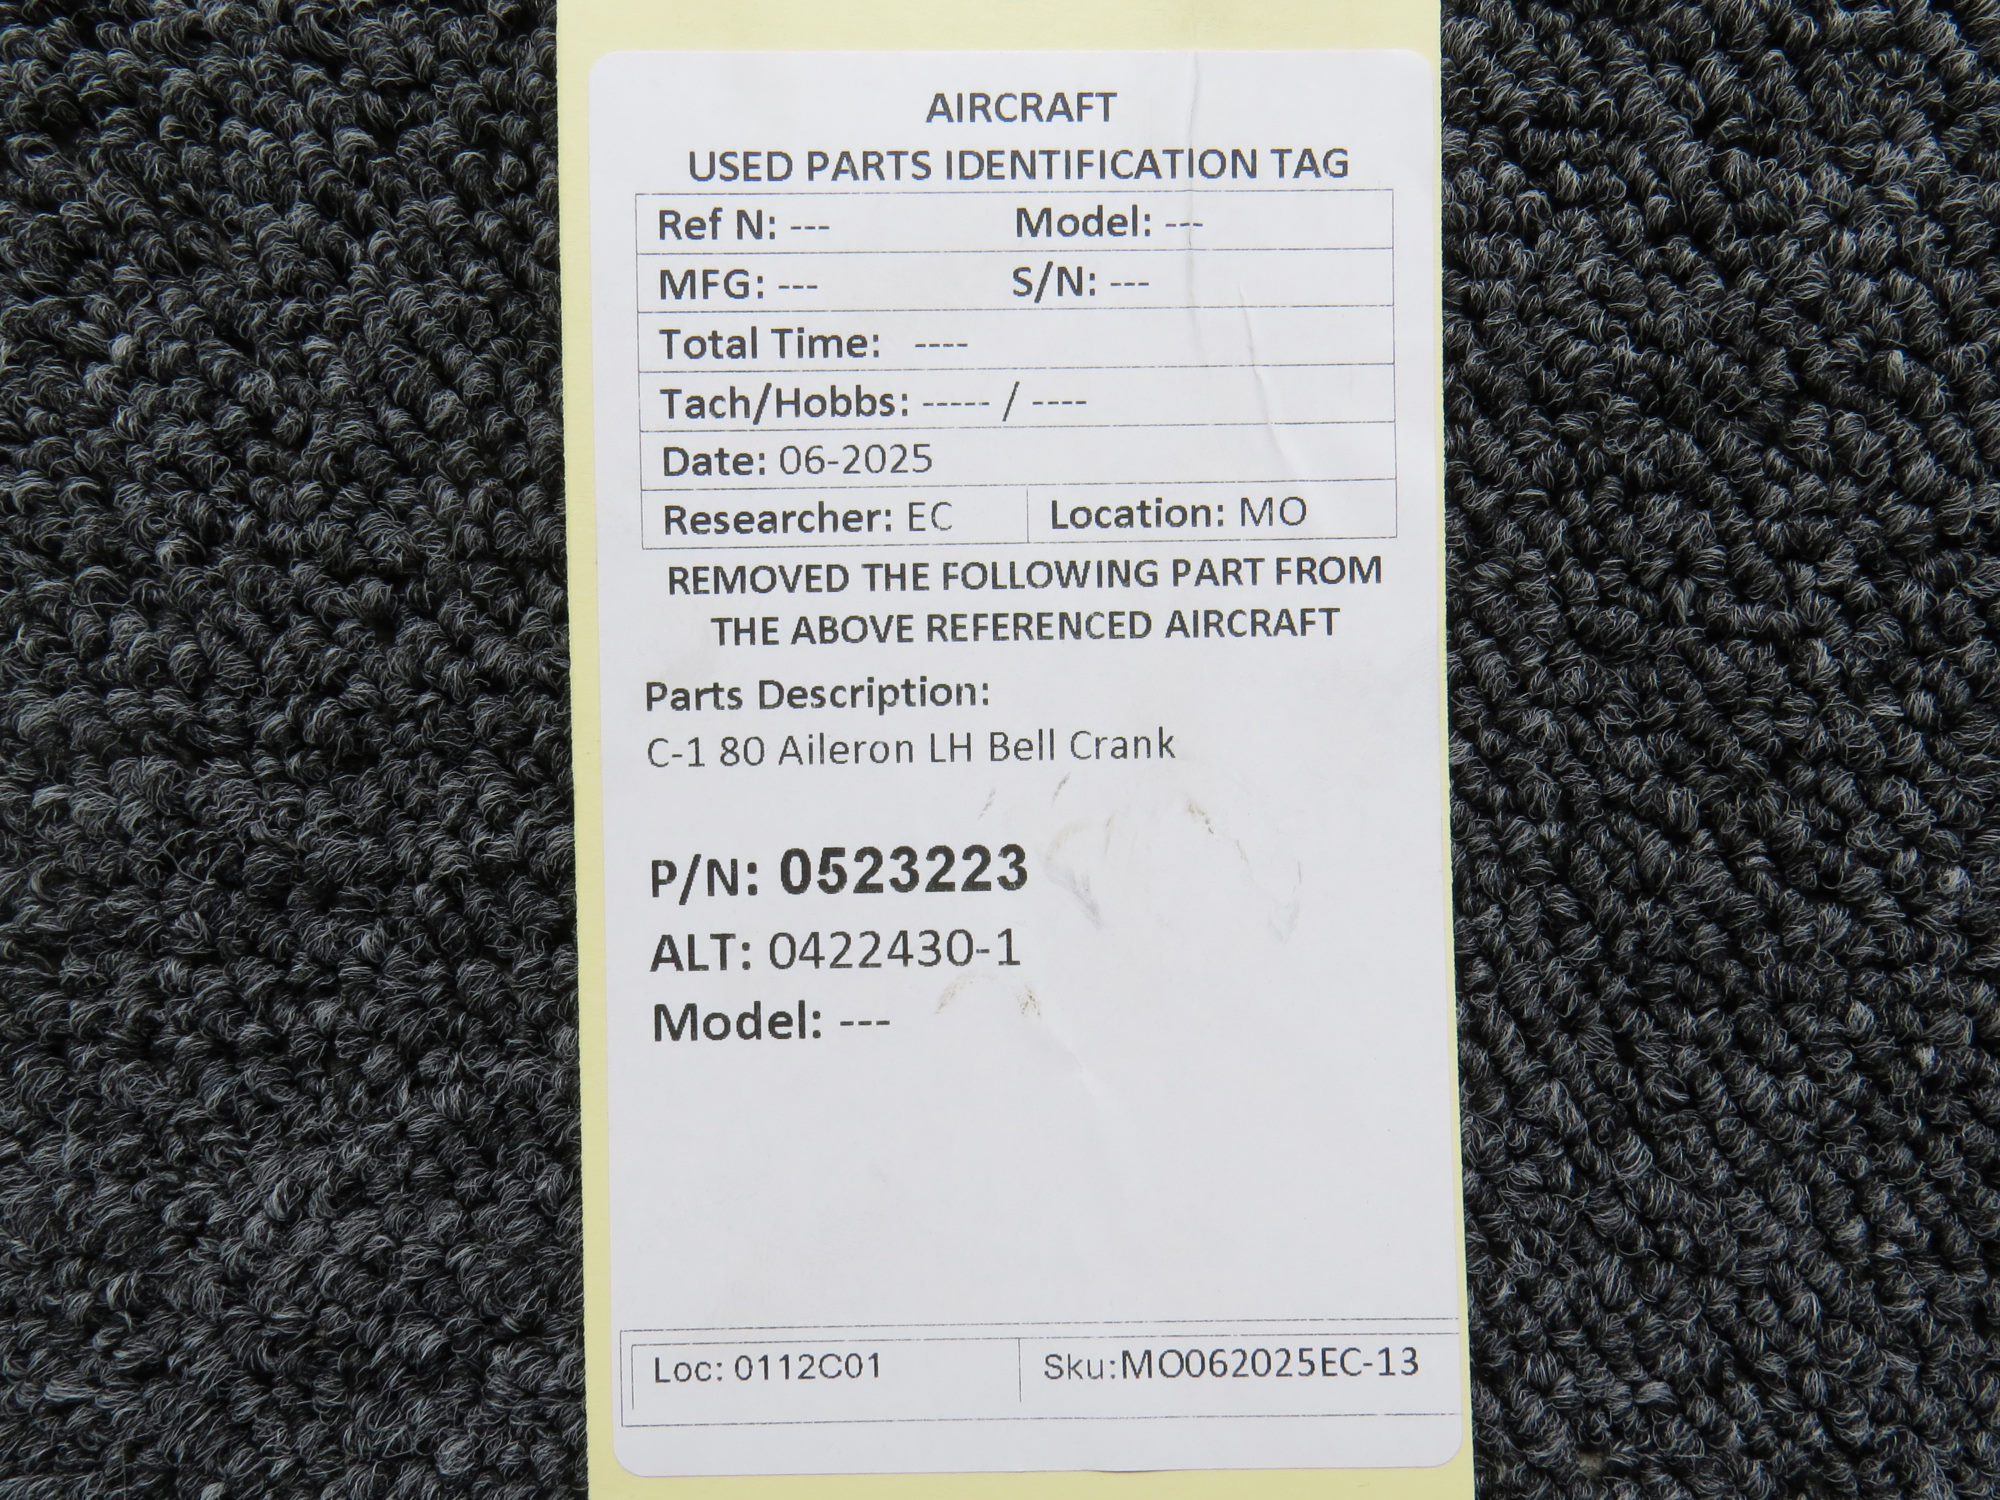 AIRCRAFT
USED PARTS IDENTIFICATION TAG
Ref N: --- Model: ---
MFG: --- S/N: ---
Total Time: ----
Tach/Hobbs: ----- / ----
Date: 06-2025
Researcher: EC Location: MO
REMOVED THE FOLLOWING PART FROM
THE ABOVE REFERENCED AIRCRAFT
Parts Description:
C-1 80 Aileron LH Bell Crank
P/N: 0523223
ALT: 0422430-1
Model: ---
Loc: 0112C01 Sku:MO062025EC-13